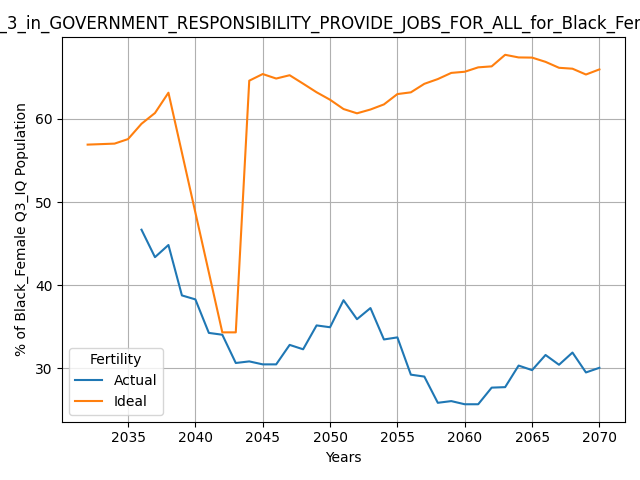 _3_in_GOVERNMENT_RESPONSIBILITY_PROVIDE_JOBS_FOR_ALL_for_Black_Fer
% of Black_Female Q3_IQ Population
60
50
40
30
Fertility
Actual
Ideal
2035 2040 2045 2050 2055 2060 2065 2070
Years